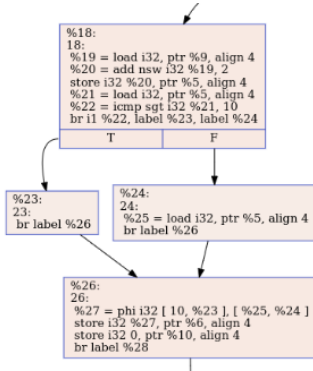 %18:
18:
%19 = load i32, ptr %9, align 4
%20 = add nsw i32 %19, 2
store i32 %20, ptr %5, align 4
%21 = load i32, ptr %5, align 4
%22 = icmp sgt i32 %21, 10
br i1 %22, label %23, label %24
T F
%23:
23:
br label %26
%24:
24:
%25 = load i32, ptr %5, align 4
br label %26
%26:
26:
%27 = phi i32 [ 10, %23 ], [ %25, %24 ]
store i32 %27, ptr %6, align 4
store i32 0, ptr %10, align 4
br label %28